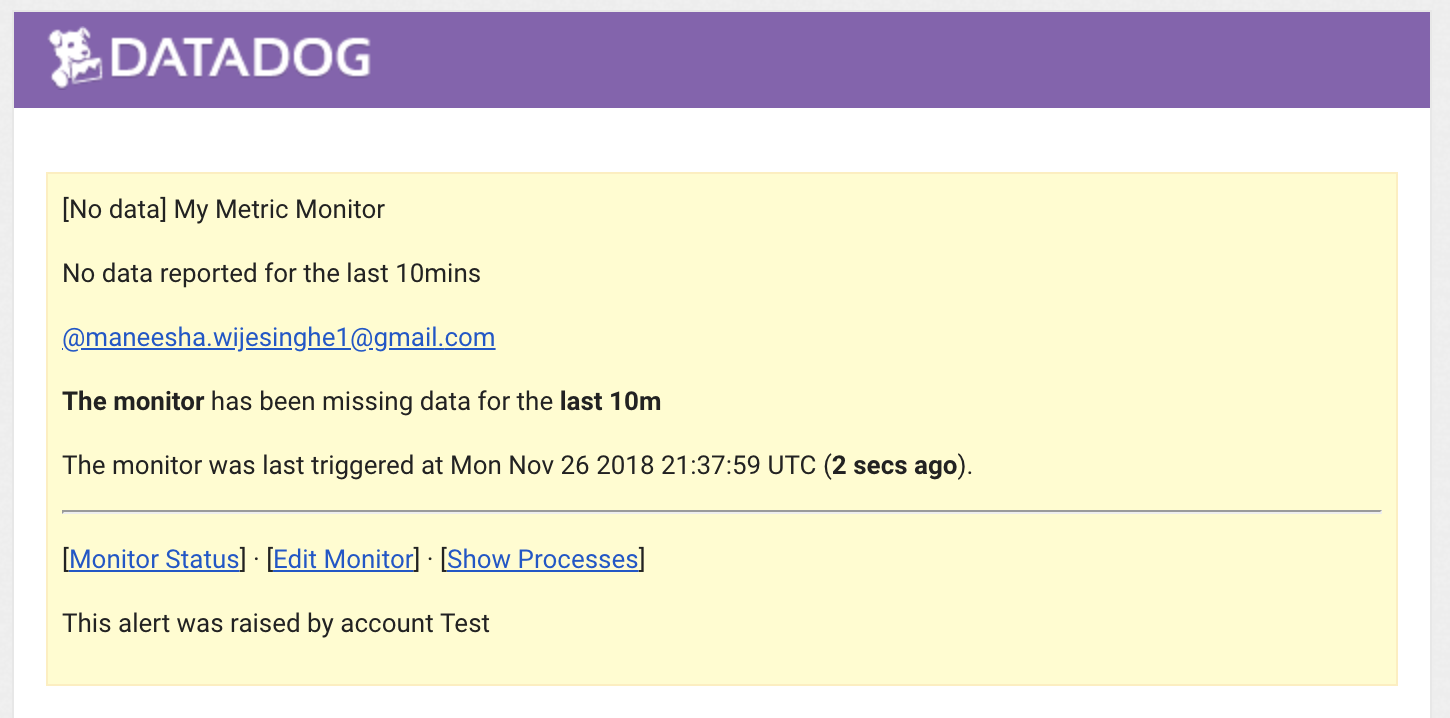 DATADOG
[No data] My Metric Monitor
No data reported for the last 10mins
@maneesha.wijesinghe1@gmail.com
The monitor has been missing data for the last 10m
The monitor was last triggered at Mon Nov 26 2018 21:37:59 UTC (2 secs ago).
[Monitor Status] · [Edit Monitor] · [Show Processes]
This alert was raised by account Test